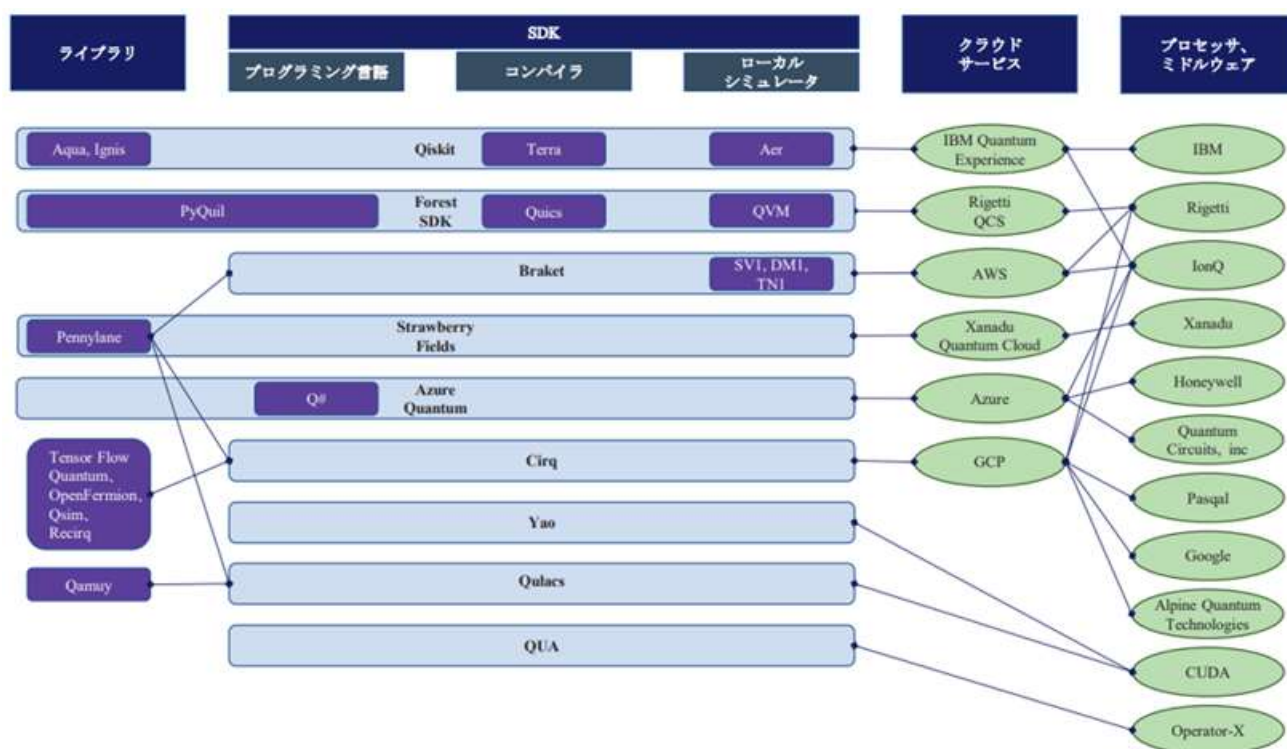 ライブラリ
SDK
プログラミング言語
コンパイラ
ローカル
シミュレータ
クラウド
サービス
プロセッサ、
ミドルウェア
Aqua, Ignis
Qiskit
Terra
Aer
IBM Quantum
Experience
IBM
PyQuil
Forest
SDK
Quics
QVM
Rigetti
QCS
Rigetti
Braket
SV1, DM1,
TN1
AWS
IonQ
Pennylane
Strawberry
Fields
Xanadu
Quantum Cloud
Xanadu
Q#
Azure
Quantum
Azure
Honeywell
Tensor Flow
Quantum、
OpenFermion、
Qsim、
Recirq
Cirq
GCP
Quantum
Circuits, inc
Yao
Pasqal
Google
Qamuy
Qulacs
Alpine Quantum
Technologies
QUA
CUDA
Operator-X